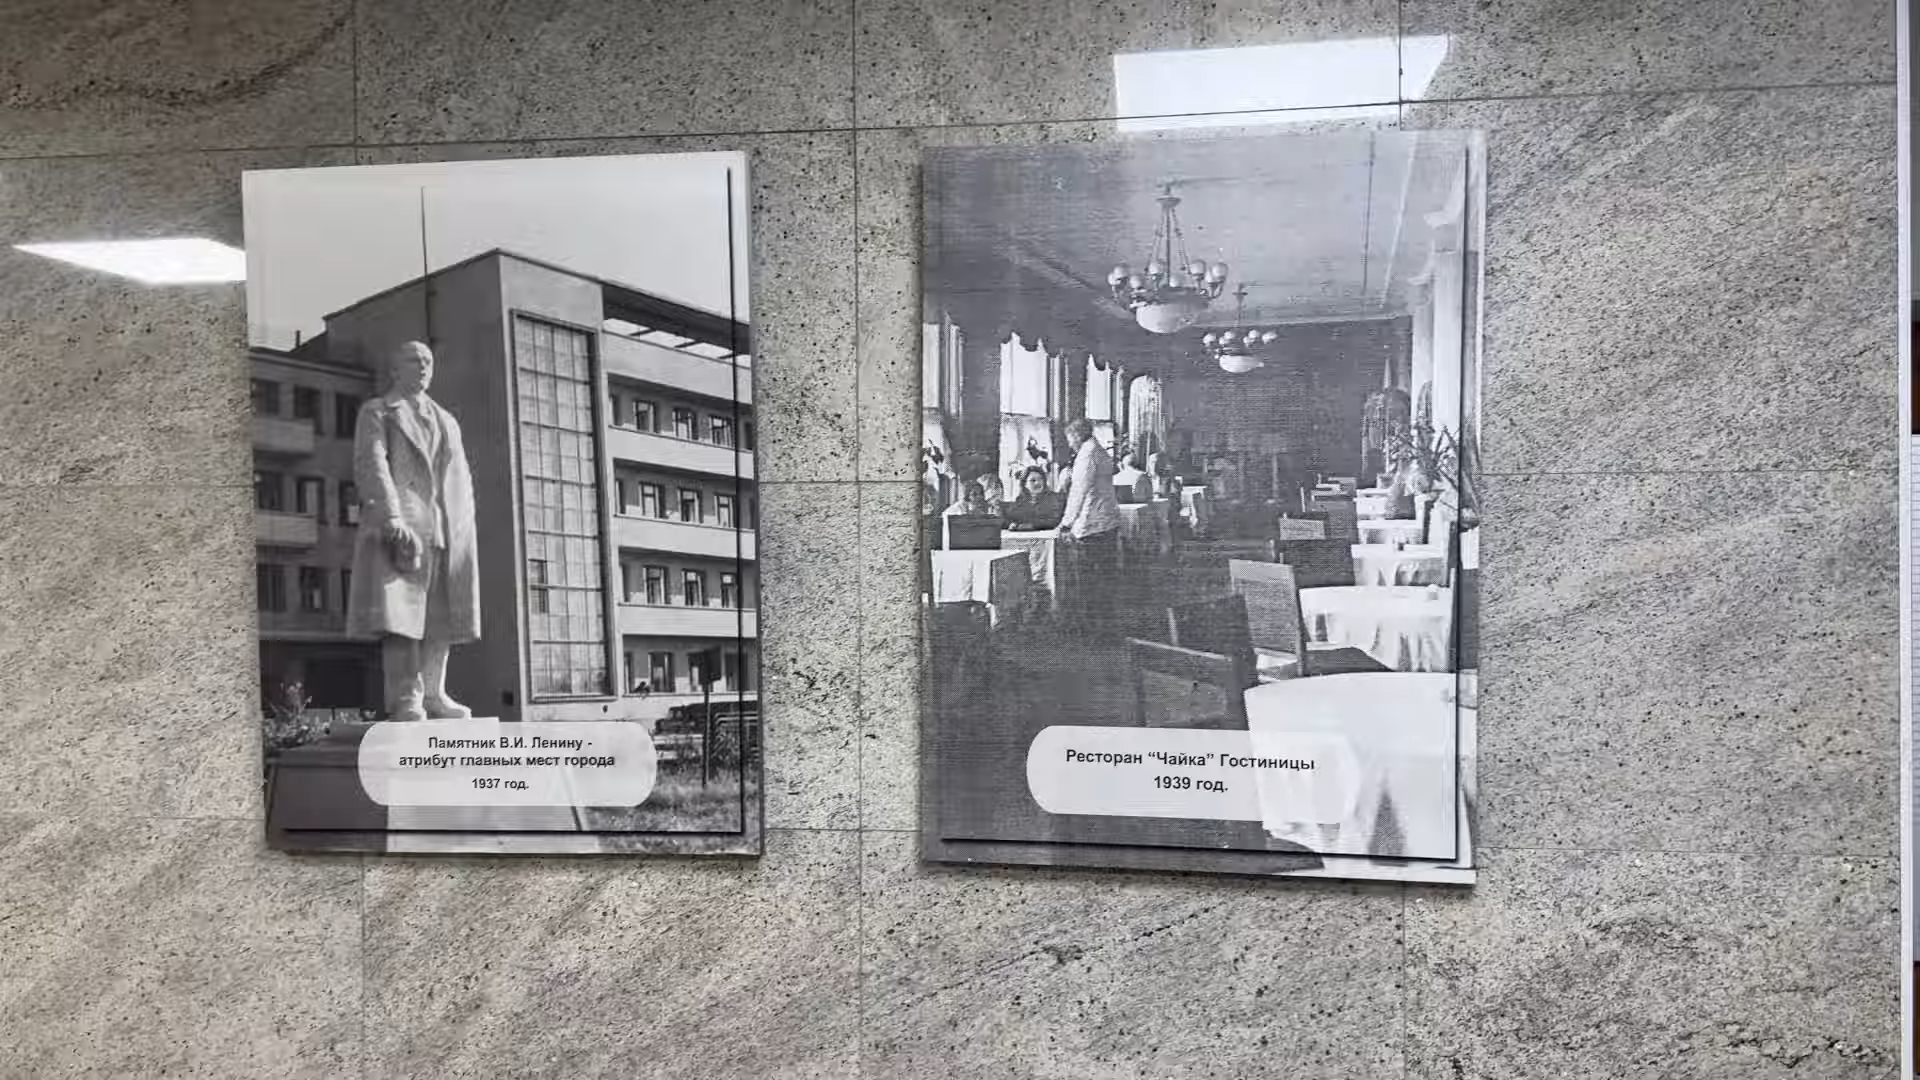 Памятник В.И. Ленину -
атрибут главных мест города
1937 год.
Ресторан “Чайка” Гостиницы
1939 год.